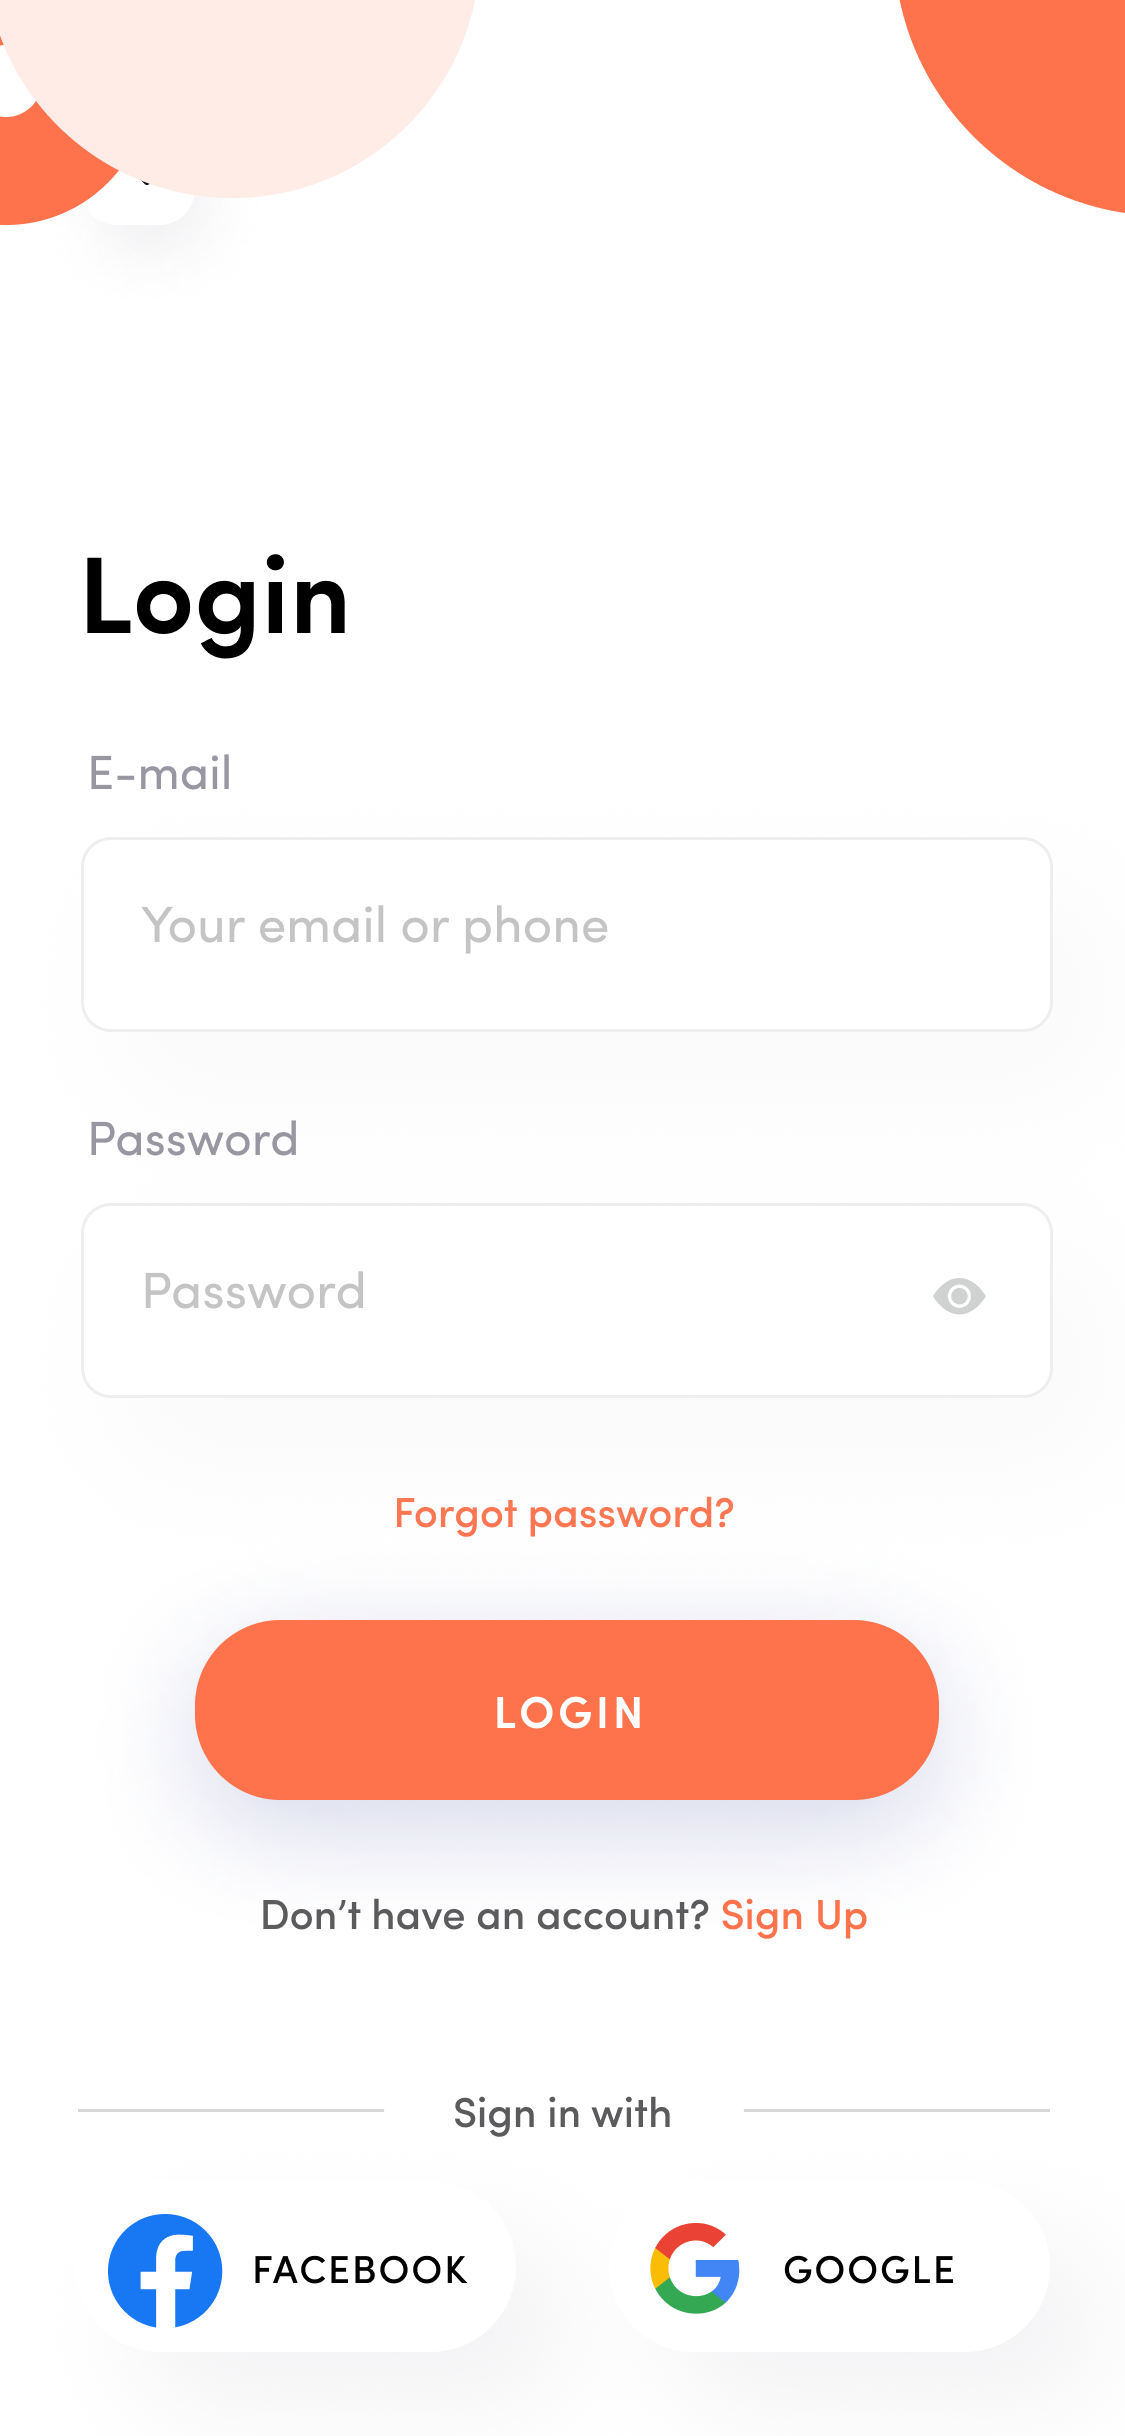 Login
E-mail
Your email or phone
Password
Password
Forgot password?
LOGIN
Don’t have an account? Sign Up
Sign in with
FACEBOOK
GOOGLE